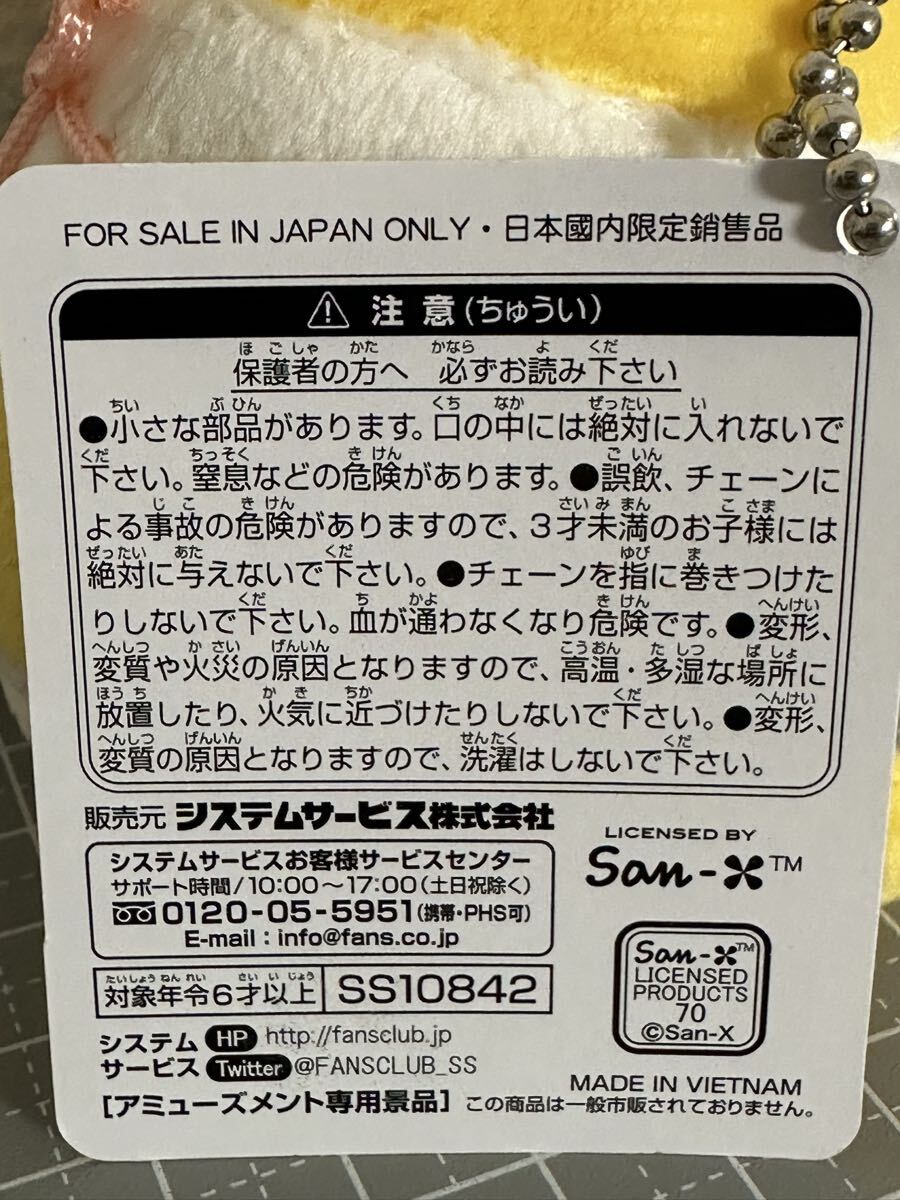 FOR SALE IN JAPAN ONLY・日本國内限定銷售品
注意(ちゅうい)
保護者の方へ 必ずお読み下さい
●小さな部品があります。口の中には絶対に入れないで
下さい。窒息などの危険があります。●誤飲、チェーンに
よる事故の危険がありますので、3才未満のお子様には
絶対に与えないで下さい。●チェーンを指に巻きつけた
りしないで下さい。血が通わなくなり危険です。●変形、
変質や火災の原因となりますので、高温・多湿な場所に
放置したり、火気に近づけたりしないで下さい。●変形、
変質の原因となりますので、洗濯はしないで下さい。
販売元 システムサービス株式会社
システムサービスお客様サービスセンター
サポート時間/10:00〜17:00(土日祝除く)
0120-05-5951(携帯・PHS可)
E-mail : info@fans.co.jp
対象年令6才以上 SS10842
システム HP http://fansclub.jp
サービス Twitter @FANSCLUB_SS
[アミューズメント専用景品] この商品は一般市販されておりません。
LICENSED BY
San-X™
San-X™
LICENSED
PRODUCTS
70
©San-X
MADE IN VIETNAM